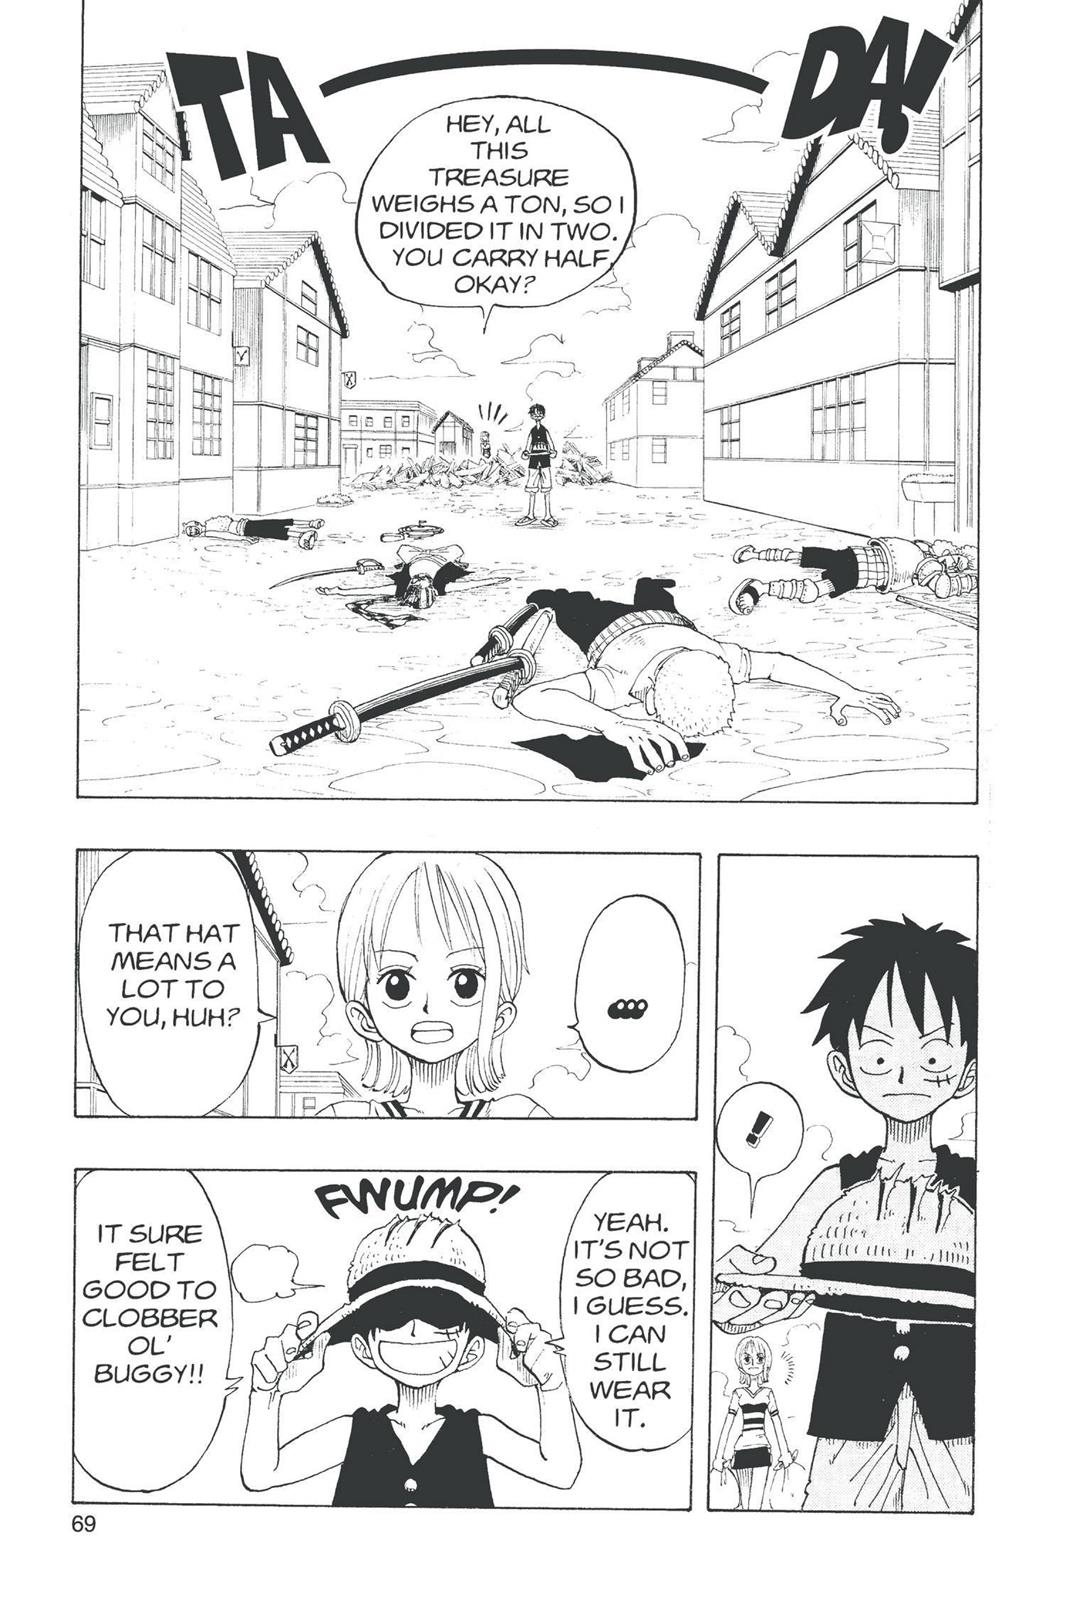 TA
DA!
HEY, ALL
THIS
TREASURE
WEIGHS A TON, SO I
DIVIDED IT IN TWO.
YOU CARRY HALF,
OKAY?
!
...
THAT HAT
MEANS A
LOT TO
YOU, HUH?
YEAH.
IT'S NOT
SO BAD,
I GUESS.
I CAN
STILL
WEAR
IT.
FWUMP!
IT SURE
FELT
GOOD TO
CLOBBER
OL'
BUGGY!!
69